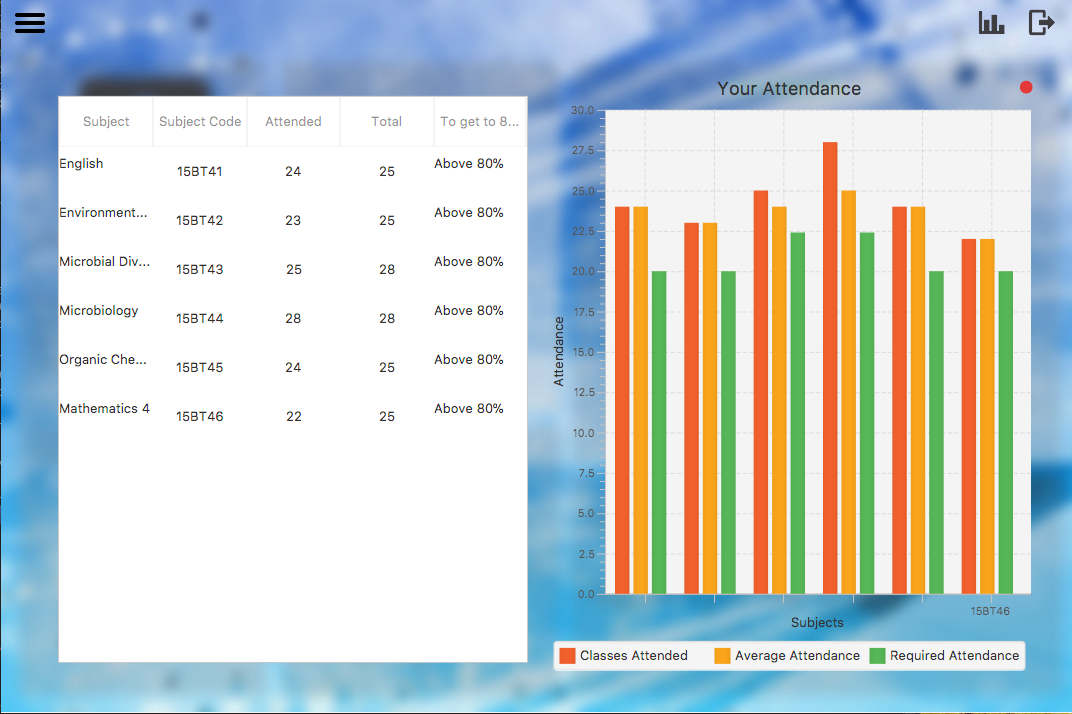 Subject Subject Code Attended Total To get to 8...
English 15BT41 24 25 Above 80%
Environment... 15BT42 23 25 Above 80%
Microbial Div... 15BT43 25 28 Above 80%
Microbiology 15BT44 28 28 Above 80%
Organic Che... 15BT45 24 25 Above 80%
Mathematics 4 15BT46 22 25 Above 80%
Your Attendance
30.0
27.5
25.0
22.5
20.0
17.5
15.0
12.5
10.0
7.5
5.0
2.5
0.0
Attendance
15BT46
Subjects
Classes Attended Average Attendance Required Attendance